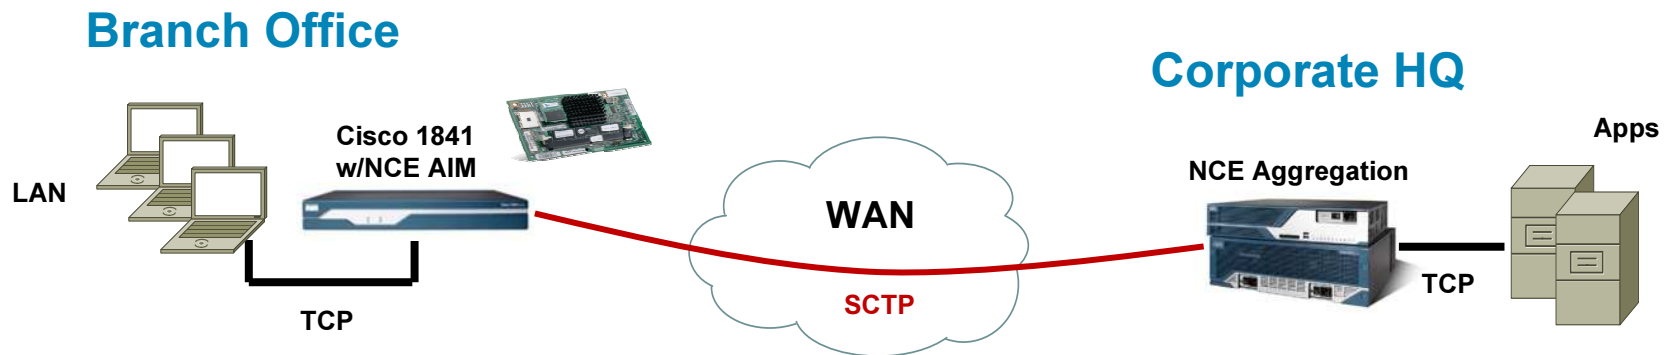 Branch Office
Corporate HQ
Cisco 1841
w/NCE AIM
Apps
LAN
NCE Aggregation
WAN
SCTP
TCP
TCP